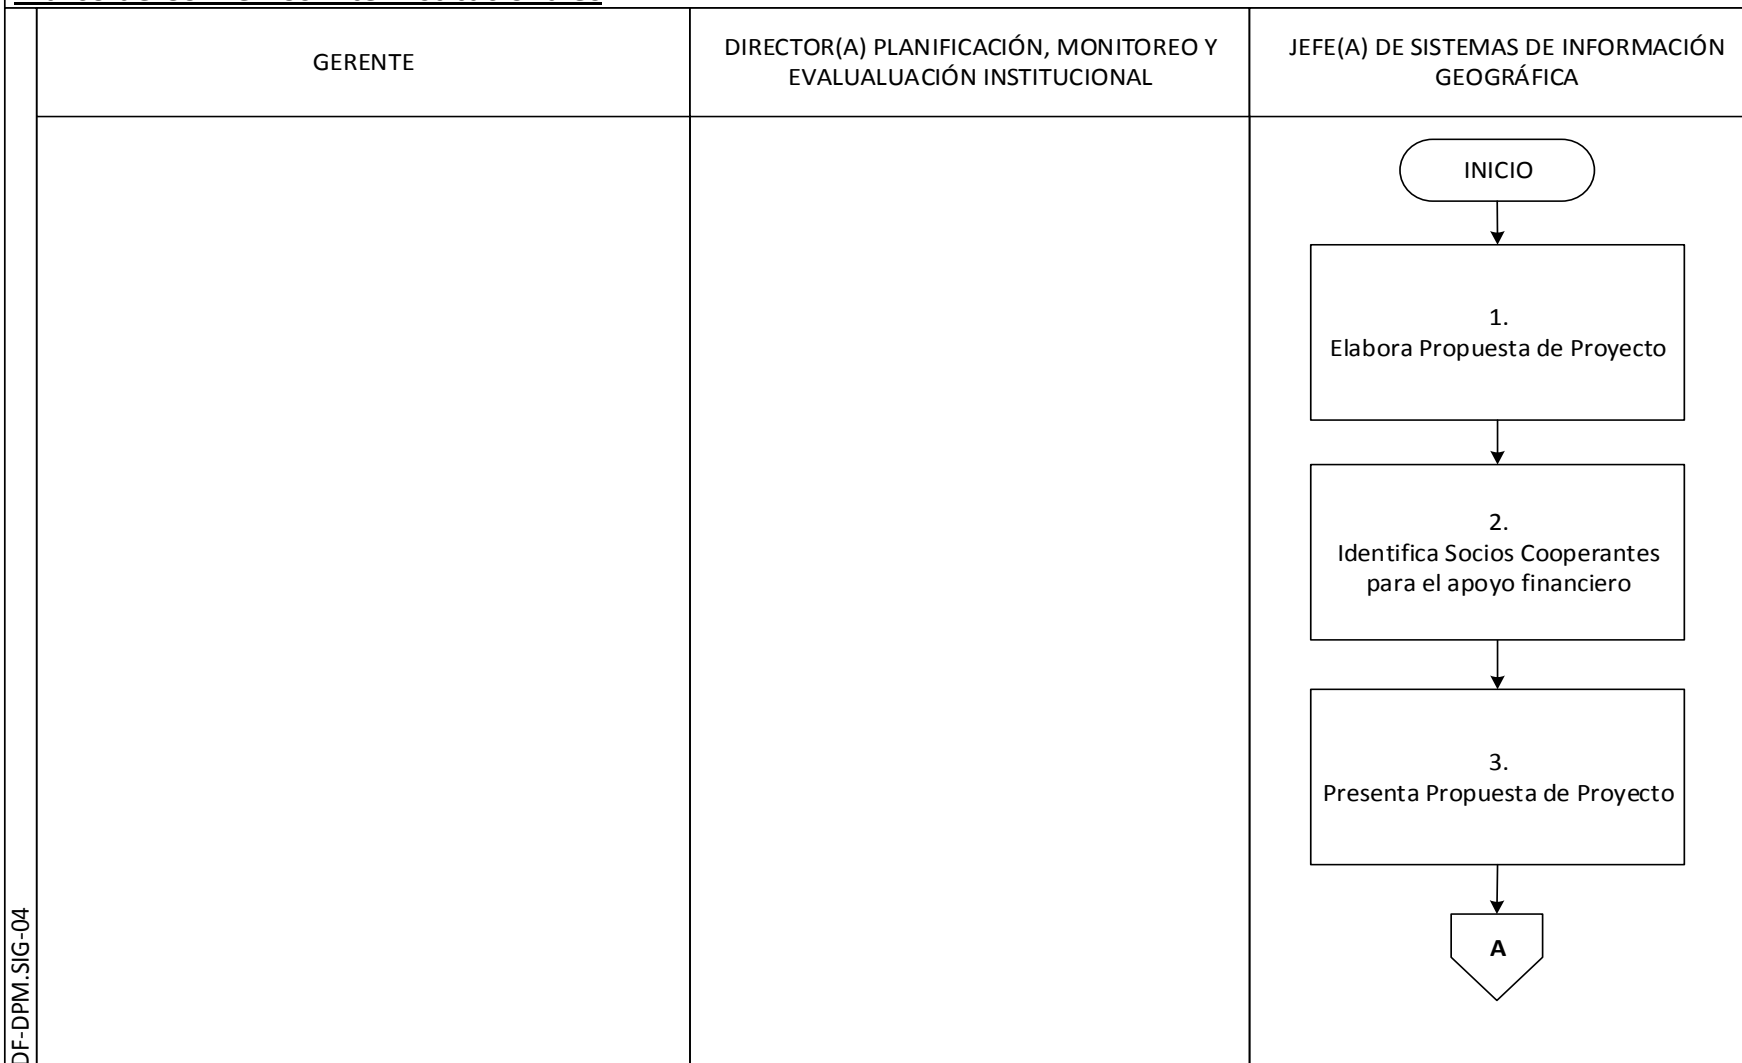 GERENTE
DIRECTOR(A) PLANIFICACIÓN, MONITOREO Y
EVALUALUACIÓN INSTITUCIONAL
JEFE(A) DE SISTEMAS DE INFORMACIÓN
GEOGRÁFICA
INICIO
1.
Elabora Propuesta de Proyecto
2.
Identifica Socios Cooperantes
para el apoyo financiero
3.
Presenta Propuesta de Proyecto
A
DF-DPM.SIG-04